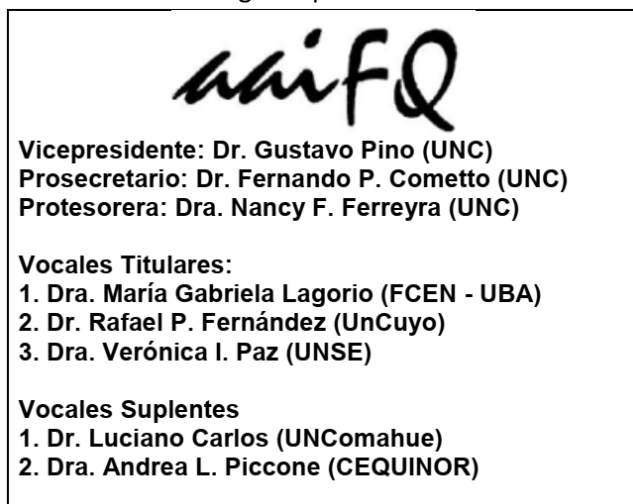 aaifQ
Vicepresidente: Dr. Gustavo Pino (UNC)
Prosecretario: Dr. Fernando P. Cometto (UNC)
Protesorera: Dra. Nancy F. Ferreyra (UNC)
Vocales Titulares:
1. Dra. María Gabriela Lagorio (FCEN - UBA)
2. Dr. Rafael P. Fernández (UnCuyo)
3. Dra. Verónica I. Paz (UNSE)
Vocales Suplentes
1. Dr. Luciano Carlos (UNComahue)
2. Dra. Andrea L. Piccone (CEQUINOR)